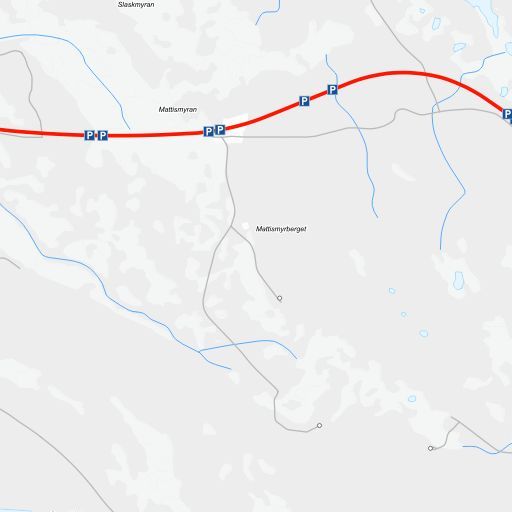 Slaskmyran
Mattismyran
P P P P P P P
Mattismyrberget